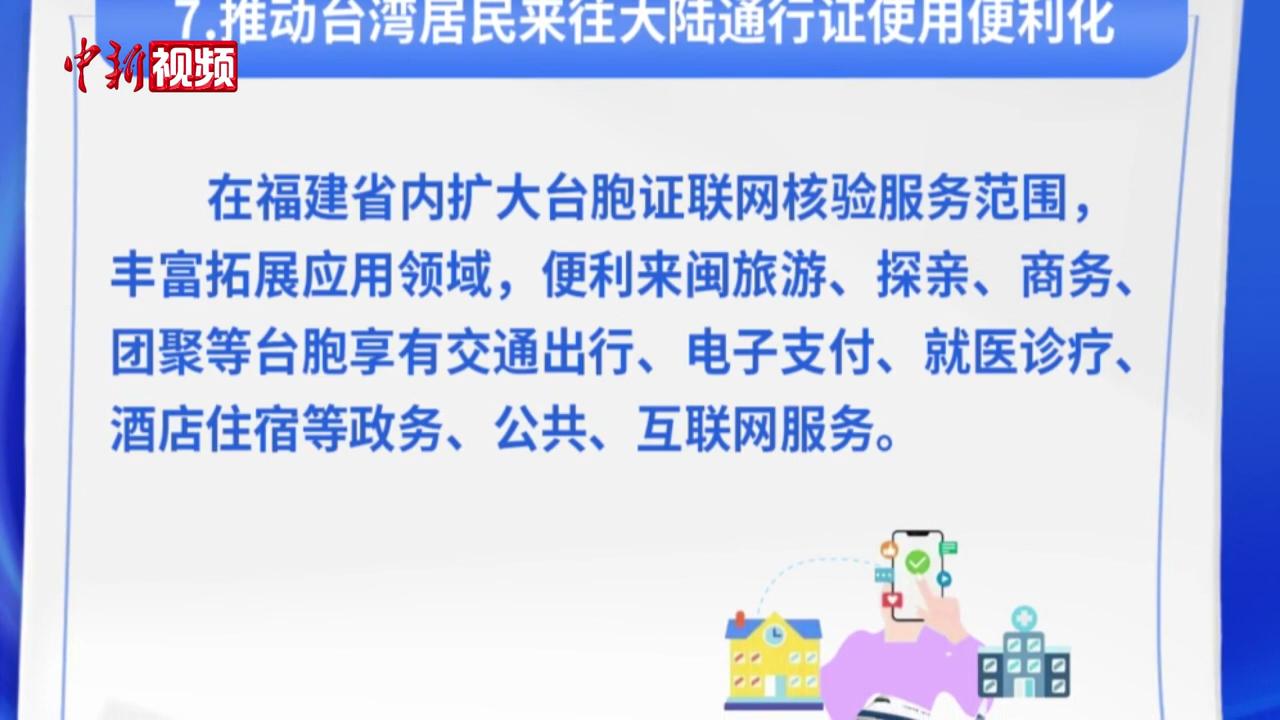 7.推动台湾居民来往大陆通行证使用便利化
中新视频
在福建省内扩大台胞证联网核验服务范围，
丰富拓展应用领域，便利来闽旅游、探亲、商务、
团聚等台胞享有交通出行、电子支付、就医诊疗、
酒店住宿等政务、公共、互联网服务。